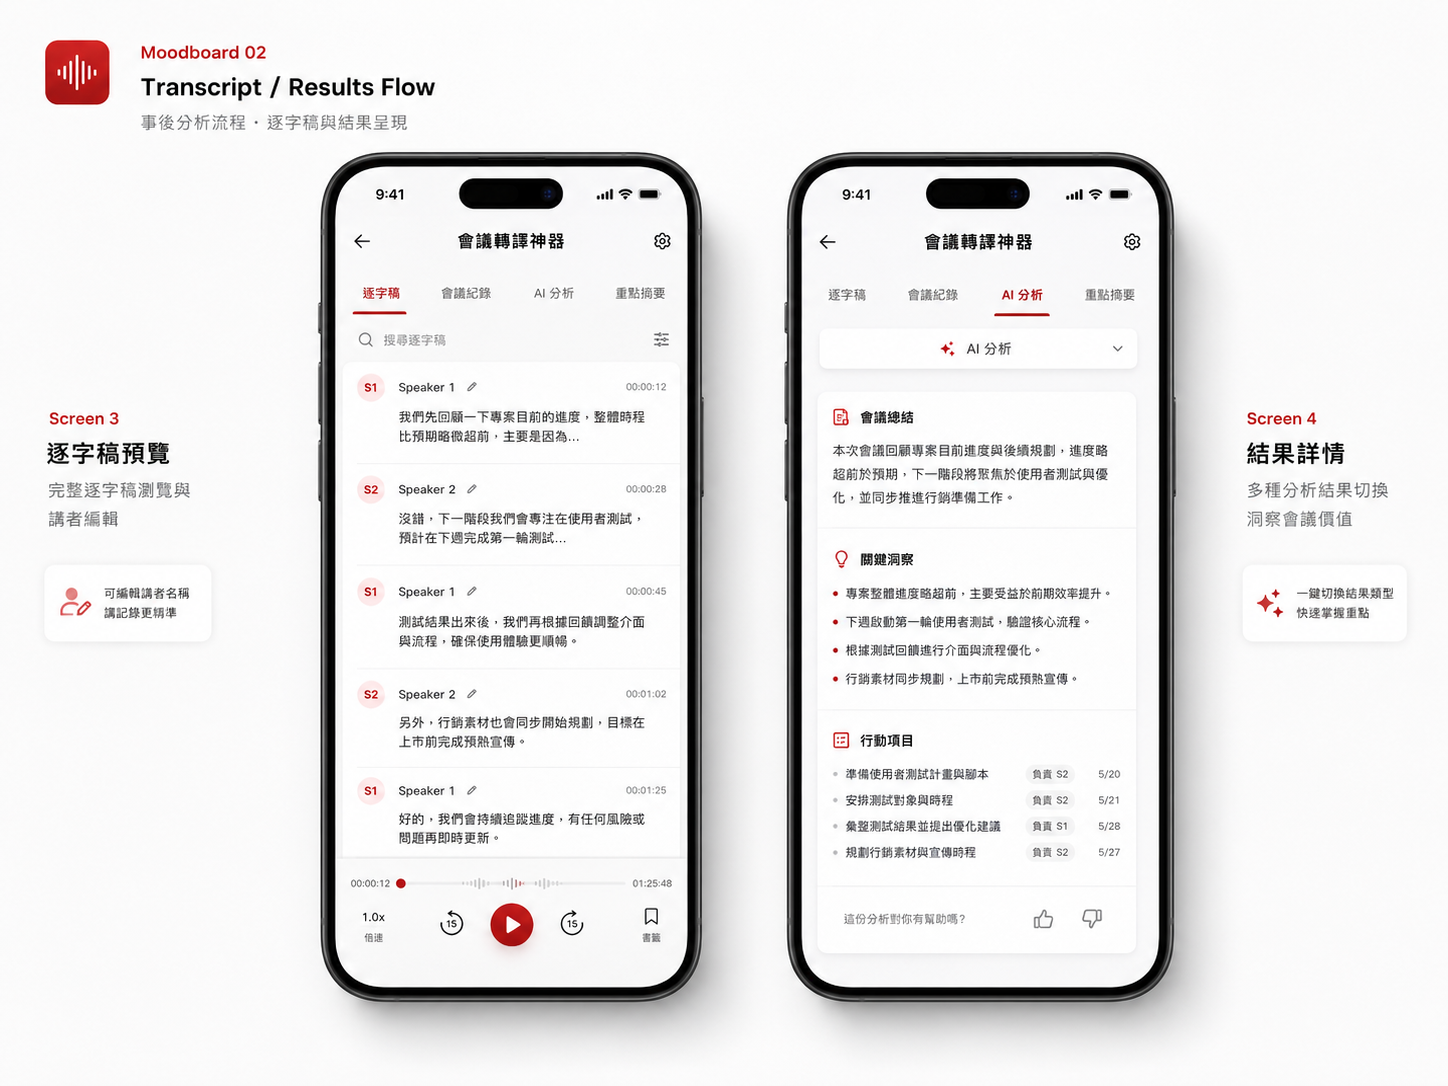 Moodboard 02
Transcript / Results Flow
事後分析流程・逐字稿與結果呈現
Screen 3
逐字稿預覽
完整逐字稿瀏覽與
講者編輯
可編輯講者名稱
講記錄更精準
9:41
會議轉譯神器
逐字稿
會議紀錄
AI 分析
重點摘要
搜尋逐字稿
S1
Speaker 1
00:00:12
我們先回顧一下專案目前的進度，整體時程
比預期略微超前，主要是因為...
S2
Speaker 2
00:00:28
沒錯，下一階段我們會專注在使用者測試，
預計在下週完成第一輪測試...
S1
Speaker 1
00:00:45
測試結果出來後，我們再根據回饋調整介面
與流程，確保使用體驗更順暢。
S2
Speaker 2
00:01:02
另外，行銷素材也會同步開始規劃，目標在
上市前完成預熱宣傳。
S1
Speaker 1
00:01:25
好的，我們會持續追蹤進度，有任何風險或
問題再即時更新。
00:00:12
01:25:48
1.0x
倍速
15
15
書籤
9:41
會議轉譯神器
逐字稿
會議紀錄
AI 分析
重點摘要
AI 分析
會議總結
本次會議回顧專案目前進度與後續規劃，進度略
超前於預期，下一階段將聚焦於使用者測試與優
化，並同步推進行銷準備工作。
關鍵洞察
專案整體進度略超前，主要受益於前期效率提升。
下週啟動第一輪使用者測試，驗證核心流程。
根據測試回饋進行介面與流程優化。
行銷素材同步規劃，上市前完成預熱宣傳。
行動項目
準備使用者測試計畫與腳本
負責 S2
5/20
安排測試對象與時程
負責 S2
5/21
彙整測試結果並提出優化建議
負責 S1
5/28
規劃行銷素材與宣傳時程
負責 S2
5/27
這份分析對你有幫助嗎?
Screen 4
結果詳情
多種分析結果切換
洞察會議價值
一鍵切換結果類型
快速掌握重點